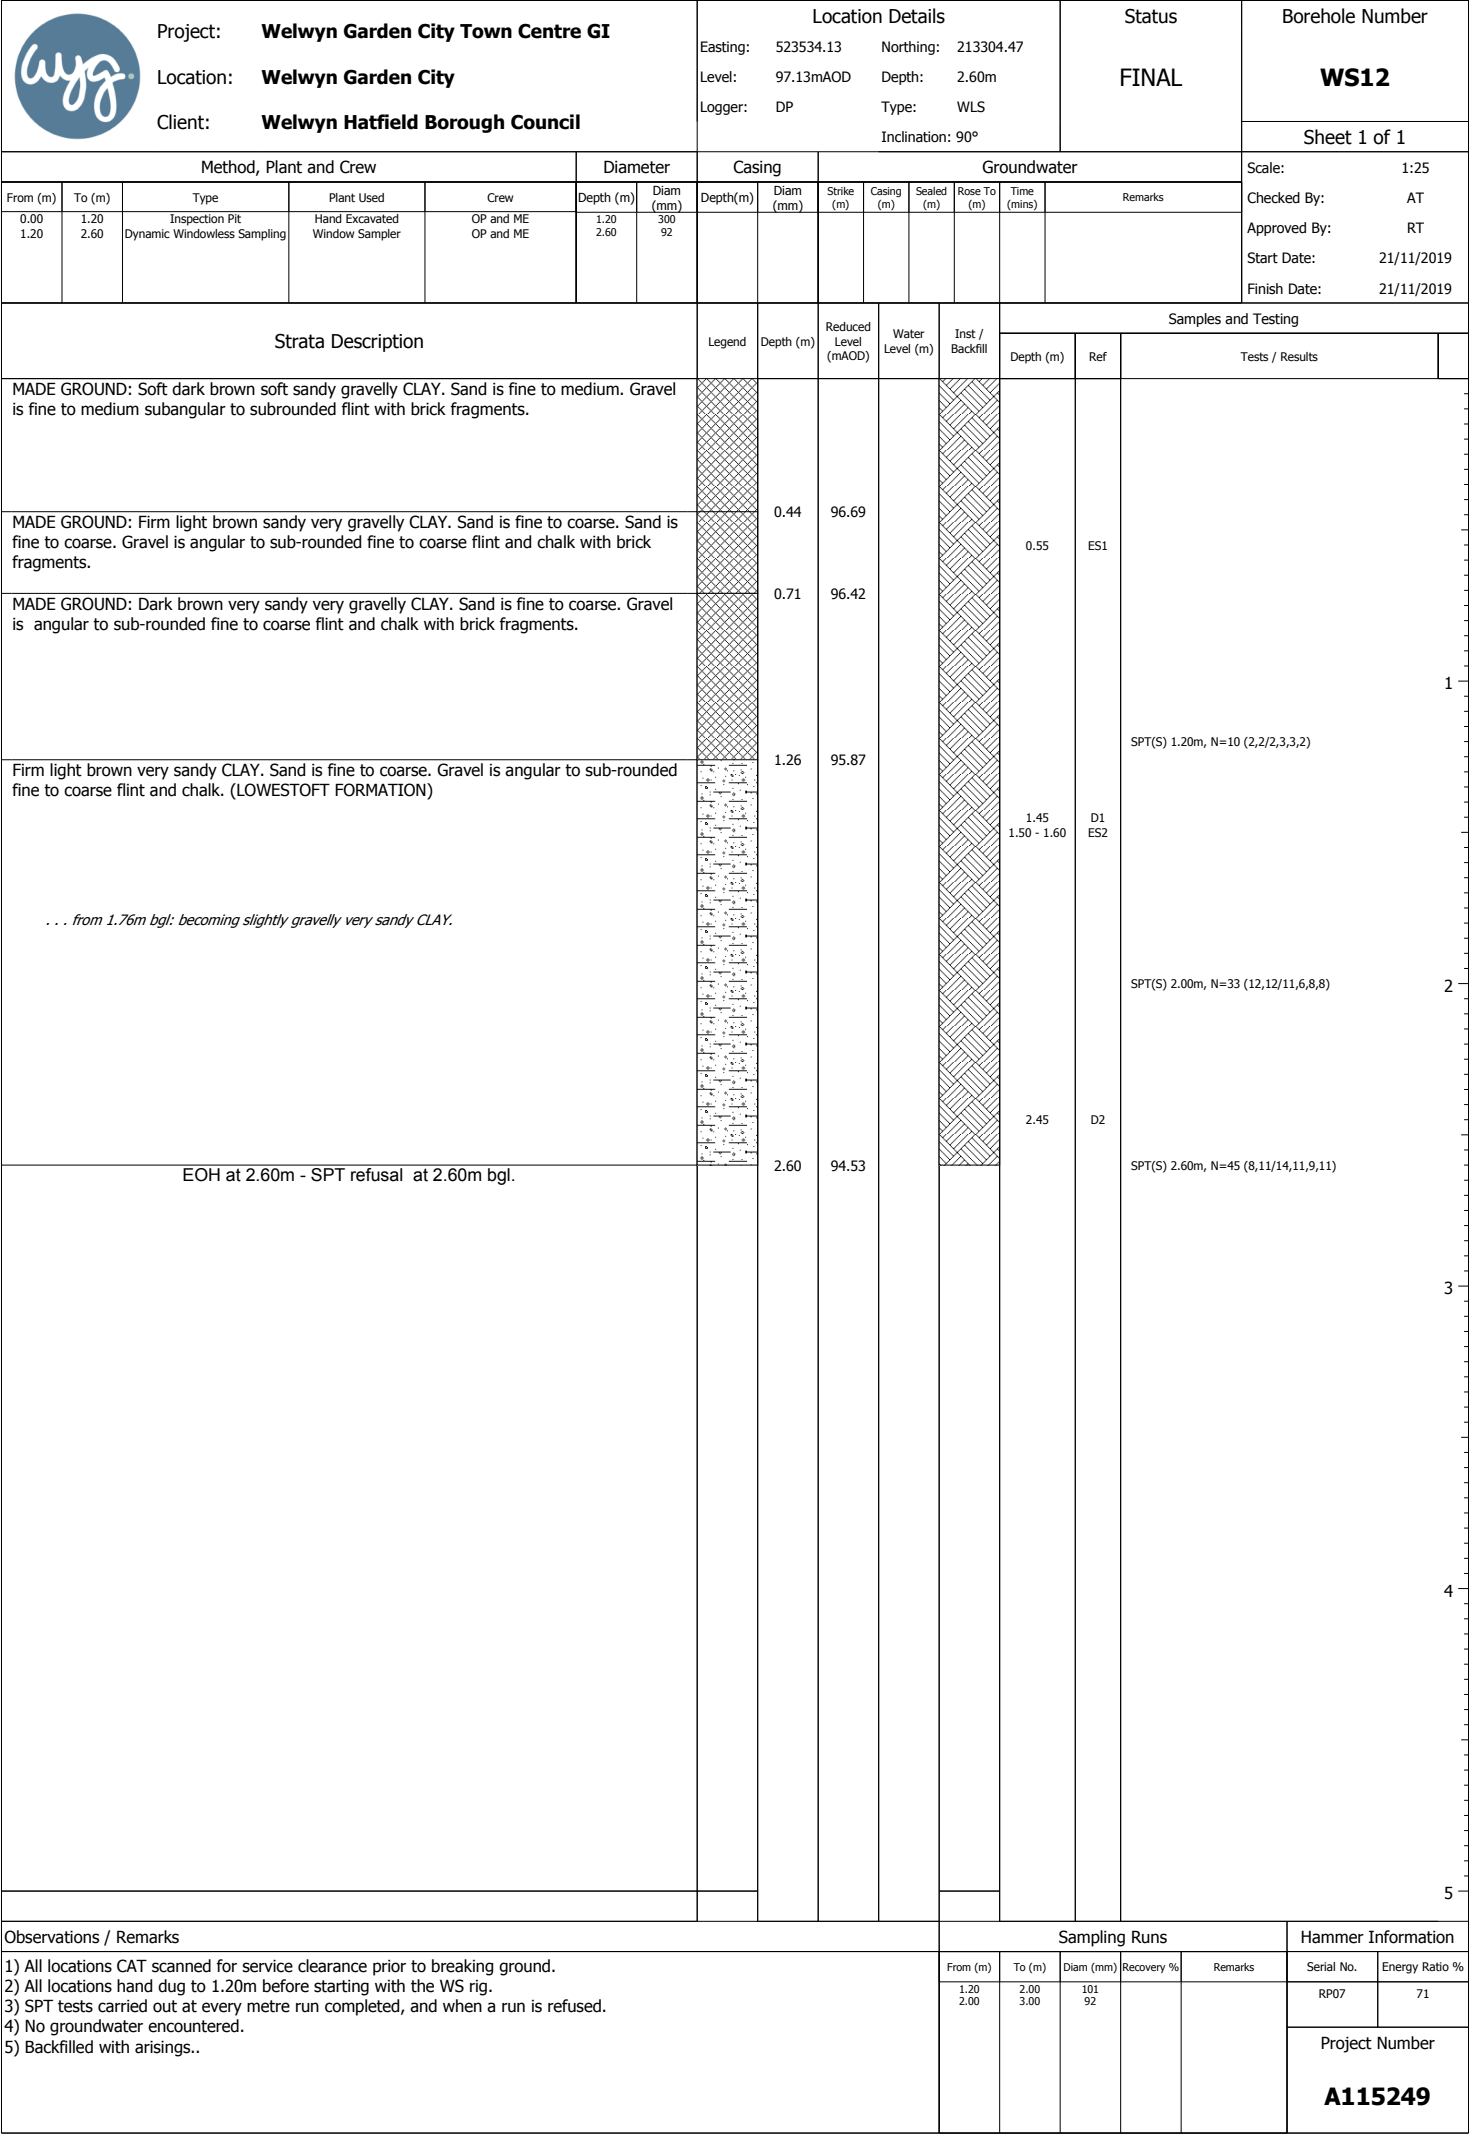 wyg.
Project: Welwyn Garden City Town Centre GI
Location: Welwyn Garden City
Client: Welwyn Hatfield Borough Council
Location Details
Easting: 523534.13 Northing: 213304.47
Level: 97.13mAOD Depth: 2.60m
Logger: DP Type: WLS
Inclination: 90°
Status
FINAL
Borehole Number
WS12
Sheet 1 of 1
Method, Plant and Crew Diameter Casing Groundwater
From (m) To (m) Type Plant Used Crew Depth (m) Diam (mm) Depth(m) Diam (mm) Strike (m) Casing (m) Sealed (m) Rose To (m) Time (mins) Remarks
0.00 1.20 Inspection Pit Hand Excavated OP and ME 1.20 300
1.20 2.60 Dynamic Windowless Sampling Window Sampler OP and ME 2.60 92
Scale: 1:25
Checked By: AT
Approved By: RT
Start Date: 21/11/2019
Finish Date: 21/11/2019
Strata Description Legend Depth (m) Reduced Level (mAOD) Water Level (m) Inst / Backfill Samples and Testing
Depth (m) Ref Tests / Results
MADE GROUND: Soft dark brown soft sandy gravelly CLAY. Sand is fine to medium. Gravel
is fine to medium subangular to subrounded flint with brick fragments.
0.44 96.69
MADE GROUND: Firm light brown sandy very gravelly CLAY. Sand is fine to coarse. Sand is
fine to coarse. Gravel is angular to sub-rounded fine to coarse flint and chalk with brick
fragments.
0.55 ES1
0.71 96.42
MADE GROUND: Dark brown very sandy very gravelly CLAY. Sand is fine to coarse. Gravel
is angular to sub-rounded fine to coarse flint and chalk with brick fragments.
1
SPT(S) 1.20m, N=10 (2,2/2,3,3,2)
1.26 95.87
Firm light brown very sandy CLAY. Sand is fine to coarse. Gravel is angular to sub-rounded
fine to coarse flint and chalk. (LOWESTOFT FORMATION)
1.45 D1
1.50 - 1.60 ES2
. . . from 1.76m bgl: becoming slightly gravelly very sandy CLAY.
SPT(S) 2.00m, N=33 (12,12/11,6,8,8)
2
2.45 D2
2.60 94.53 SPT(S) 2.60m, N=45 (8,11/14,11,9,11)
EOH at 2.60m - SPT refusal at 2.60m bgl.
3
4
5
Observations / Remarks
1) All locations CAT scanned for service clearance prior to breaking ground.
2) All locations hand dug to 1.20m before starting with the WS rig.
3) SPT tests carried out at every metre run completed, and when a run is refused.
4) No groundwater encountered.
5) Backfilled with arisings..
Sampling Runs
From (m) To (m) Diam (mm) Recovery % Remarks
1.20 2.00 101
2.00 3.00 92
Hammer Information
Serial No. Energy Ratio %
RP07 71
Project Number
A115249